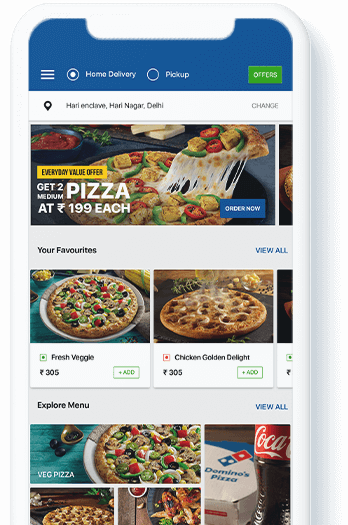 Home Delivery Pickup OFFERS
Hari enclave, Hari Nagar, Delhi CHANGE
EVERYDAY VALUE OFFER
GET 2 MEDIUM PIZZA
AT ₹ 199 EACH
ORDER NOW
Your Favourites VIEW ALL
Fresh Veggie Chicken Golden Delight
₹ 305 + ADD ₹ 305 + ADD
Explore Menu VIEW ALL
VEG PIZZA
Coca
Domino's
Pizza